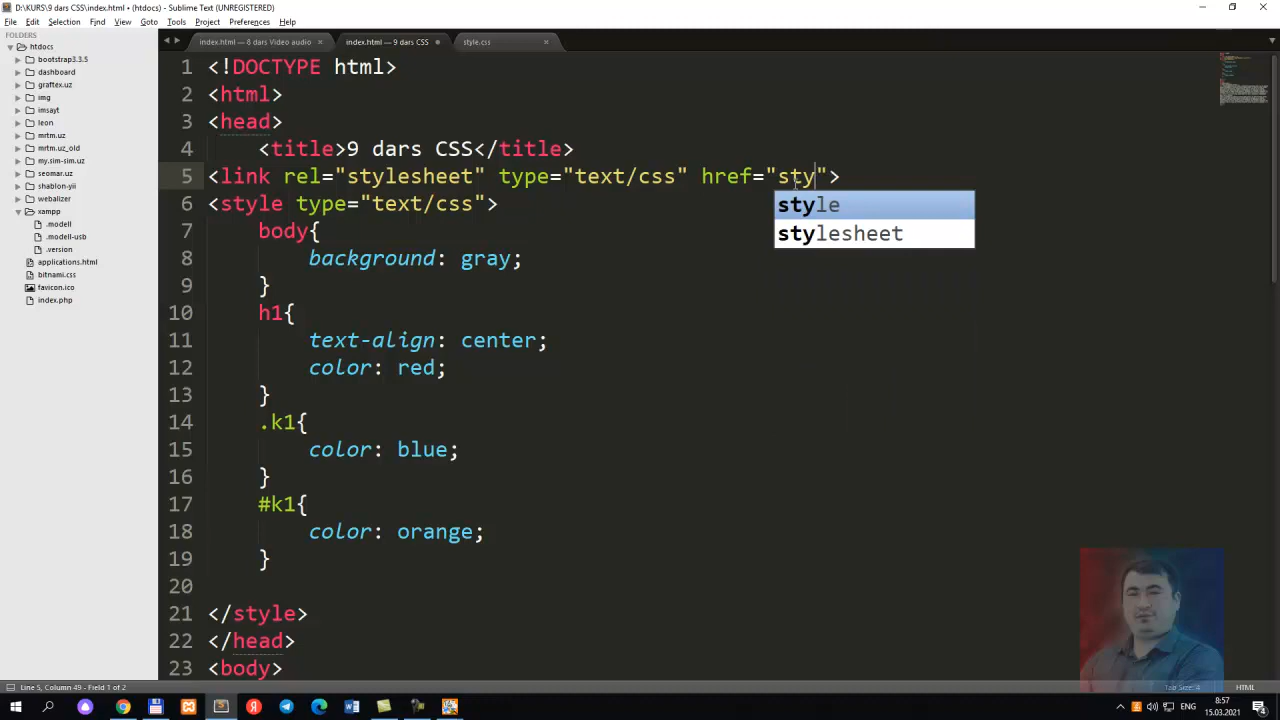 D:\KURS\9 dars CSS\index.html • (htdocs) - Sublime Text (UNREGISTERED)
File Edit Selection Find View Goto Tools Project Preferences Help
FOLDERS
htdocs
bootstrap3.3.5
dashboard
graftex.uz
img
imsayt
leon
mrtm.uz
mrtm.uz_old
my.sim-sim.uz
seomar.uz
shablon-yii
webalizer
xampp
.modell
.modell-usb
.version
applications.html
bitnami.css
favicon.ico
index.php
index.html — 8 dars Video audio
index.html — 9 dars CSS
style.css
1 <!DOCTYPE html>
2 <html>
3 <head>
4 <title>9 dars CSS</title>
5 <link rel="stylesheet" type="text/css" href="sty">
style
stylesheet
6 <style type="text/css">
7 body{
8 background: gray;
9 }
10 h1{
11 text-align: center;
12 color: red;
13 }
14 .k1{
15 color: blue;
16 }
17 #k1{
18 color: orange;
19 }
20
21 </style>
22 </head>
23 <body>
Line 5, Column 49 - Field 1 of 2
Tab Size: 4
HTML
ENG
8:57
15.03.2021